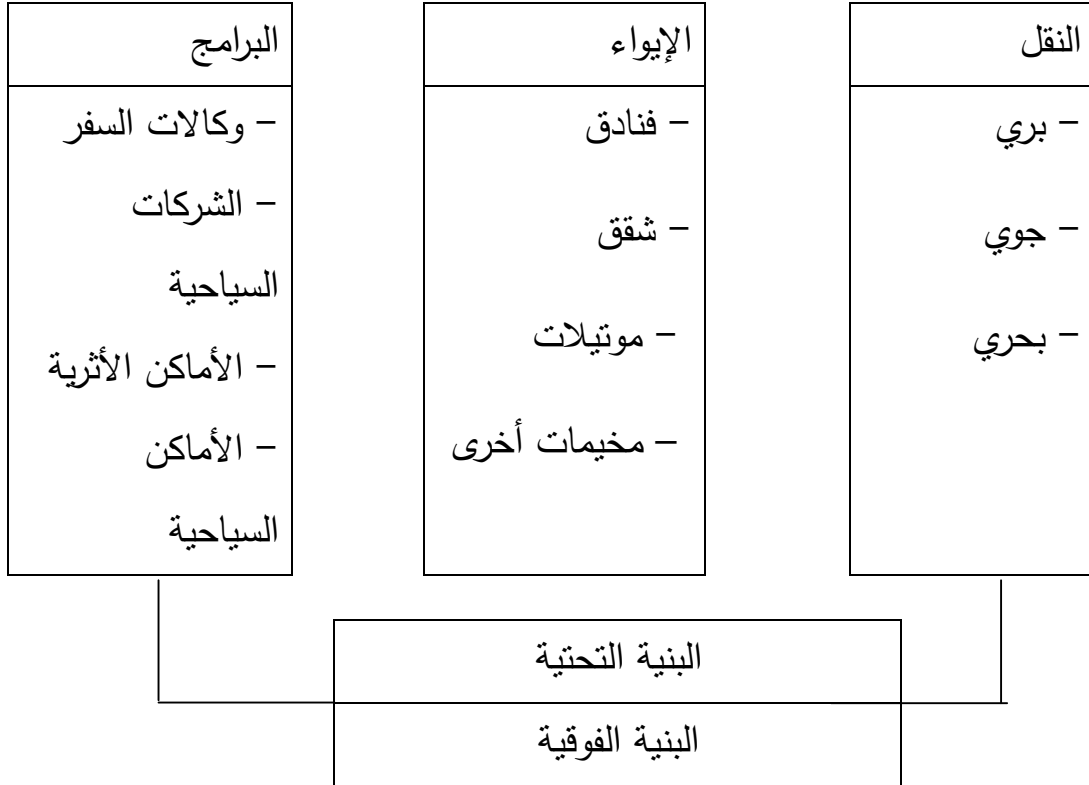 النقل
– بري
– جوي
– بحري
الإيواء
– فنادق
– شقق
– موتيلات
– مخيمات أخرى
البرامج
– وكالات السفر
– الشركات
السياحية
– الأماكن الأثرية
– الأماكن
السياحية
البنية التحتية
البنية الفوقية